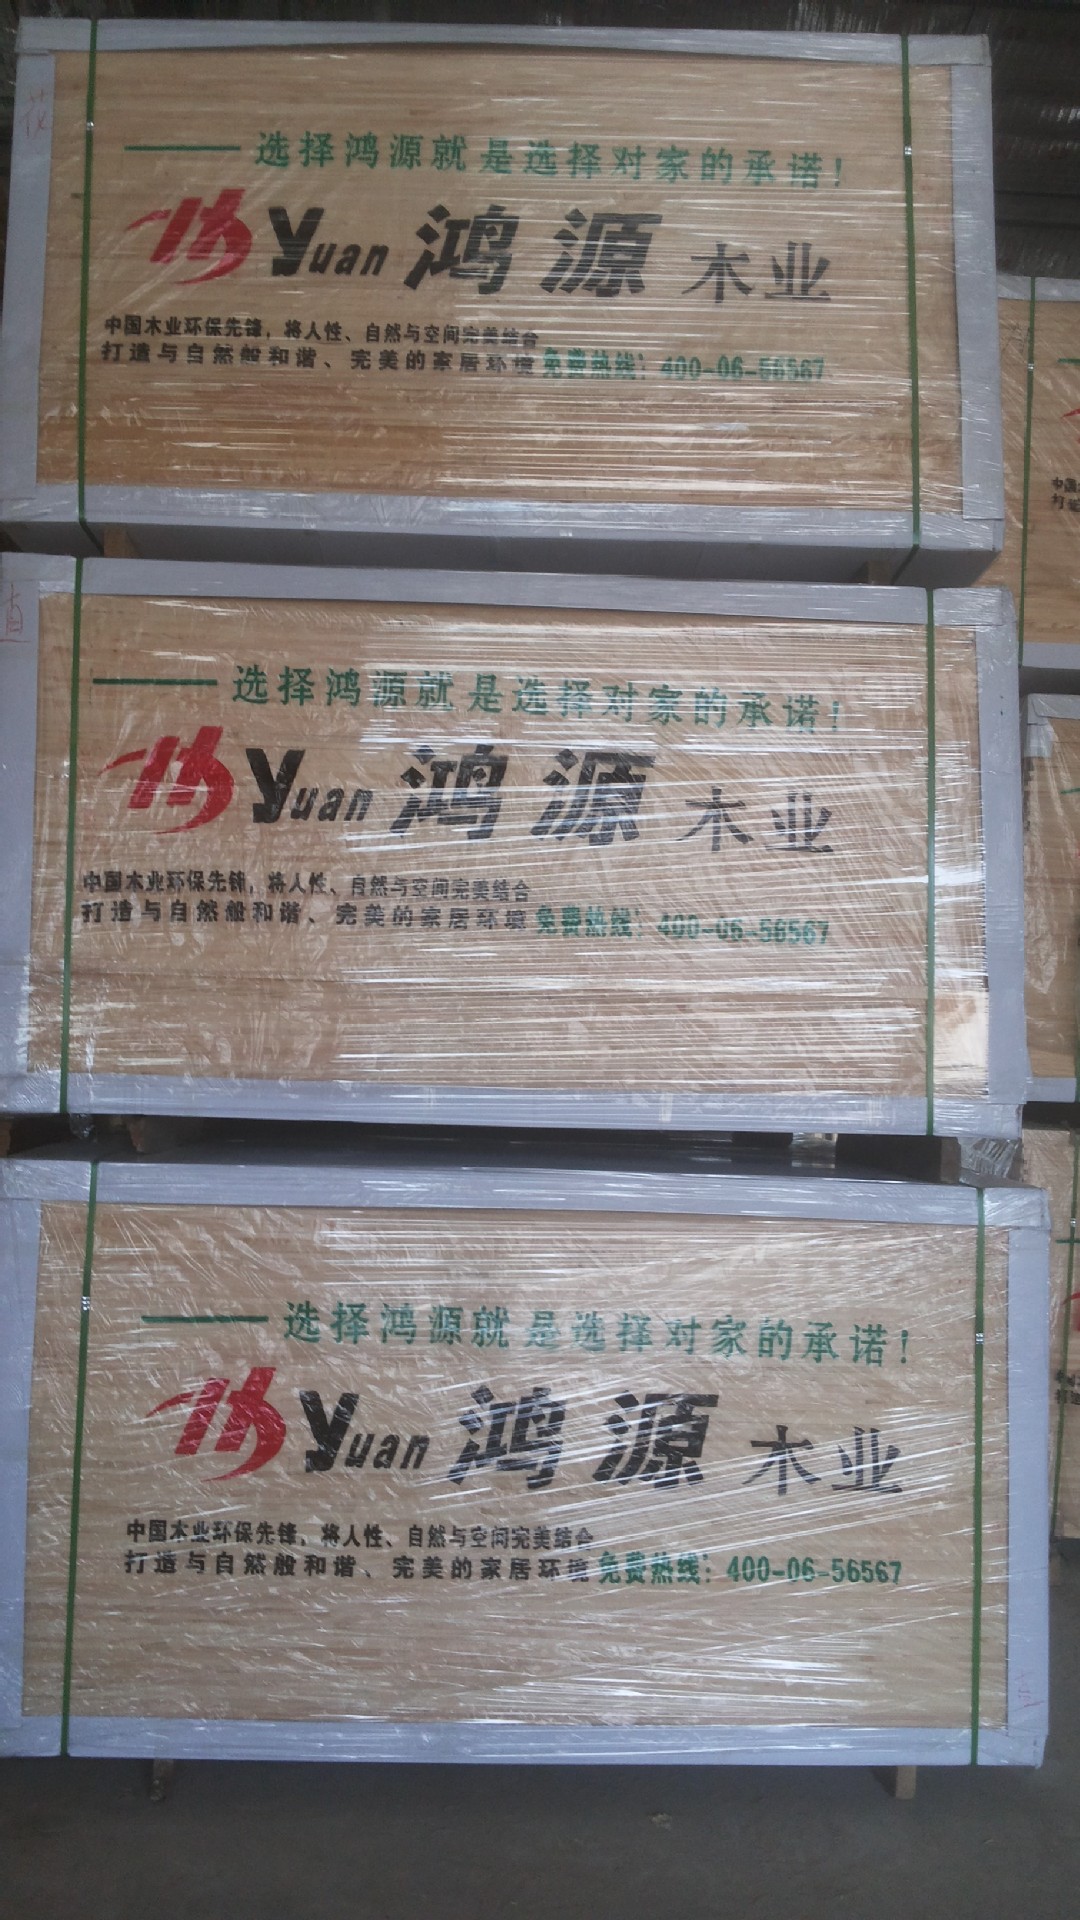 花
选择鸿源就是选择对家的承诺！
Yuan 鸿源 木业
中国木业环保先锋，将人性、自然与空间完美结合
打造与自然般和谐、完美的家居环境 免费热线：400-06-56567
直
选择鸿源就是选择对家的承诺！
Yuan 鸿源 木业
中国木业环保先锋，将人性、自然与空间完美结合
打造与自然般和谐、完美的家居环境 免费热线：400-06-56567
选择鸿源就是选择对家的承诺！
Yuan 鸿源 木业
中国木业环保先锋，将人性、自然与空间完美结合
打造与自然般和谐、完美的家居环境 免费热线：400-06-56567
中国
打造